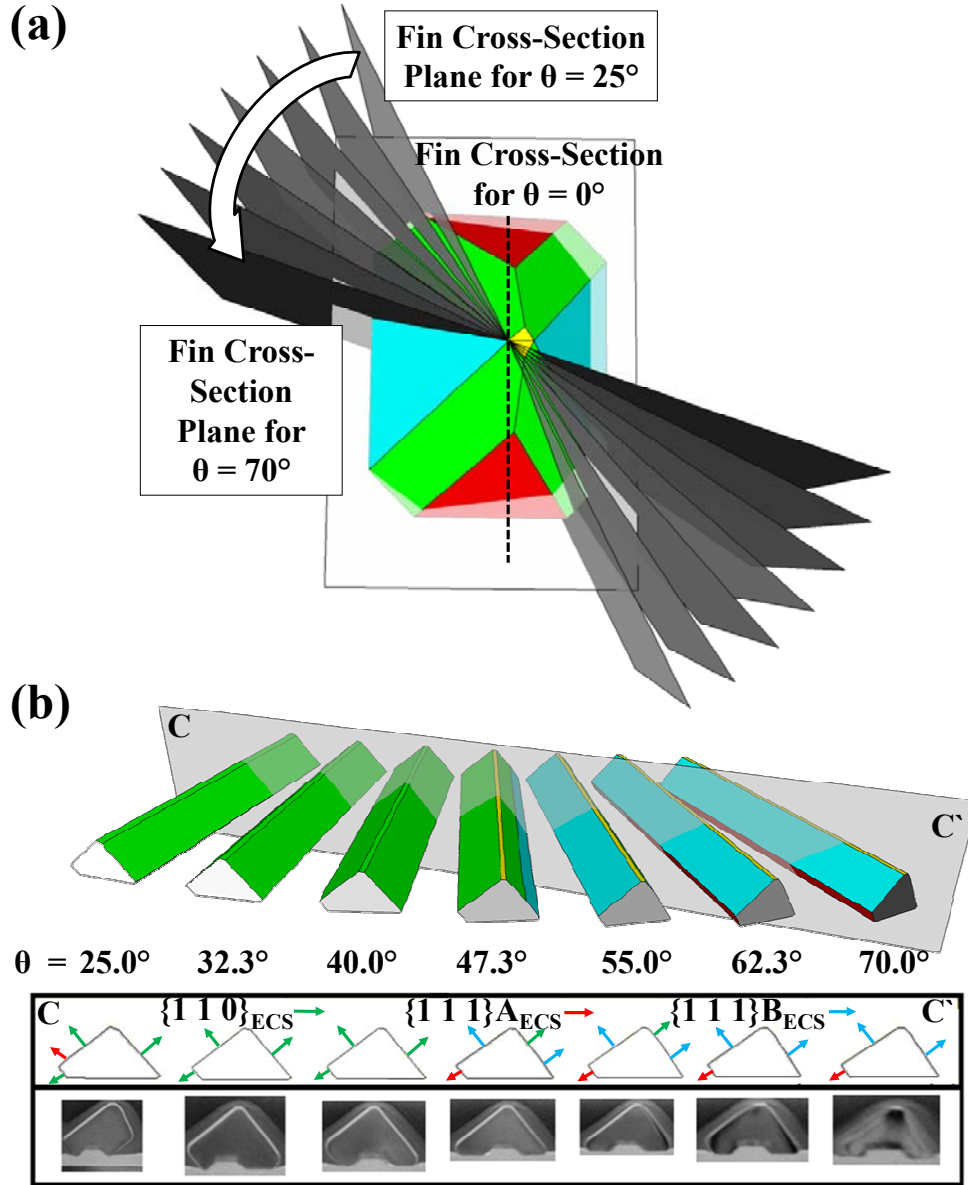 (a)
Fin Cross-Section
Plane for θ = 25°
Fin Cross-Section
for θ = 0°
Fin Cross-
Section
Plane for
θ = 70°
(b)
C
C`
θ = 25.0° 32.3° 40.0° 47.3° 55.0° 62.3° 70.0°
C {1 1 0}ECS {1 1 1}AECS {1 1 1}BECS C`